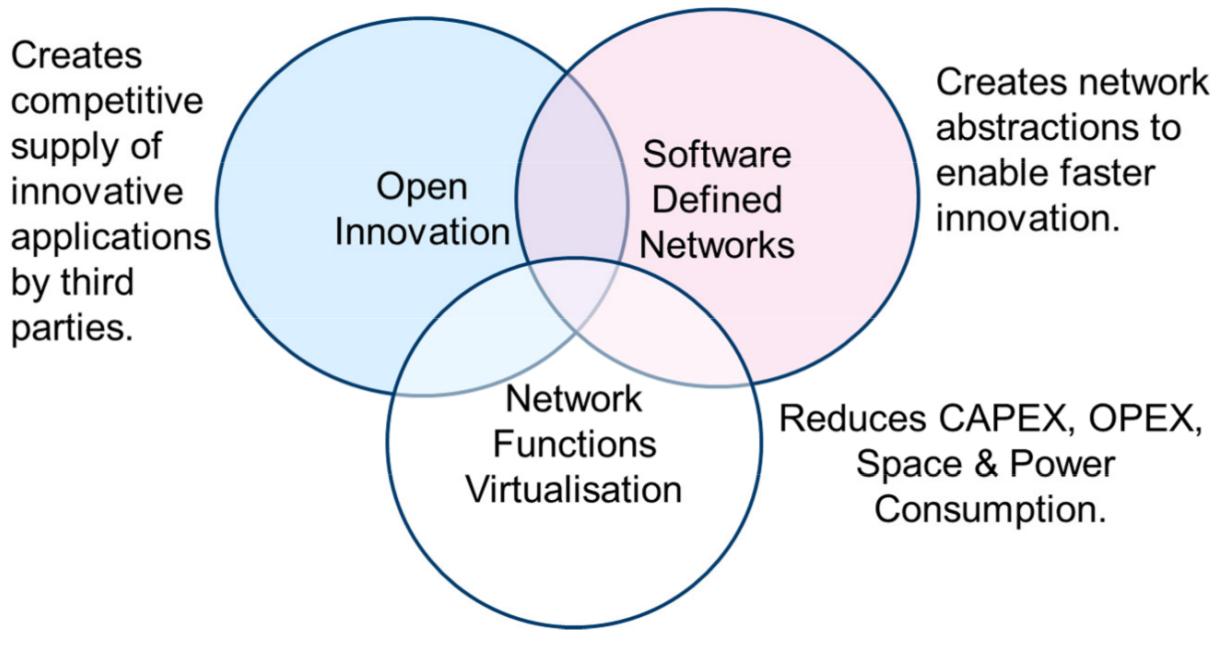 Creates
competitive
supply of
innovative
applications
by third
parties.
Open
Innovation
Software
Defined
Networks
Creates network
abstractions to
enable faster
innovation.
Network
Functions
Virtualisation
Reduces CAPEX, OPEX,
Space & Power
Consumption.